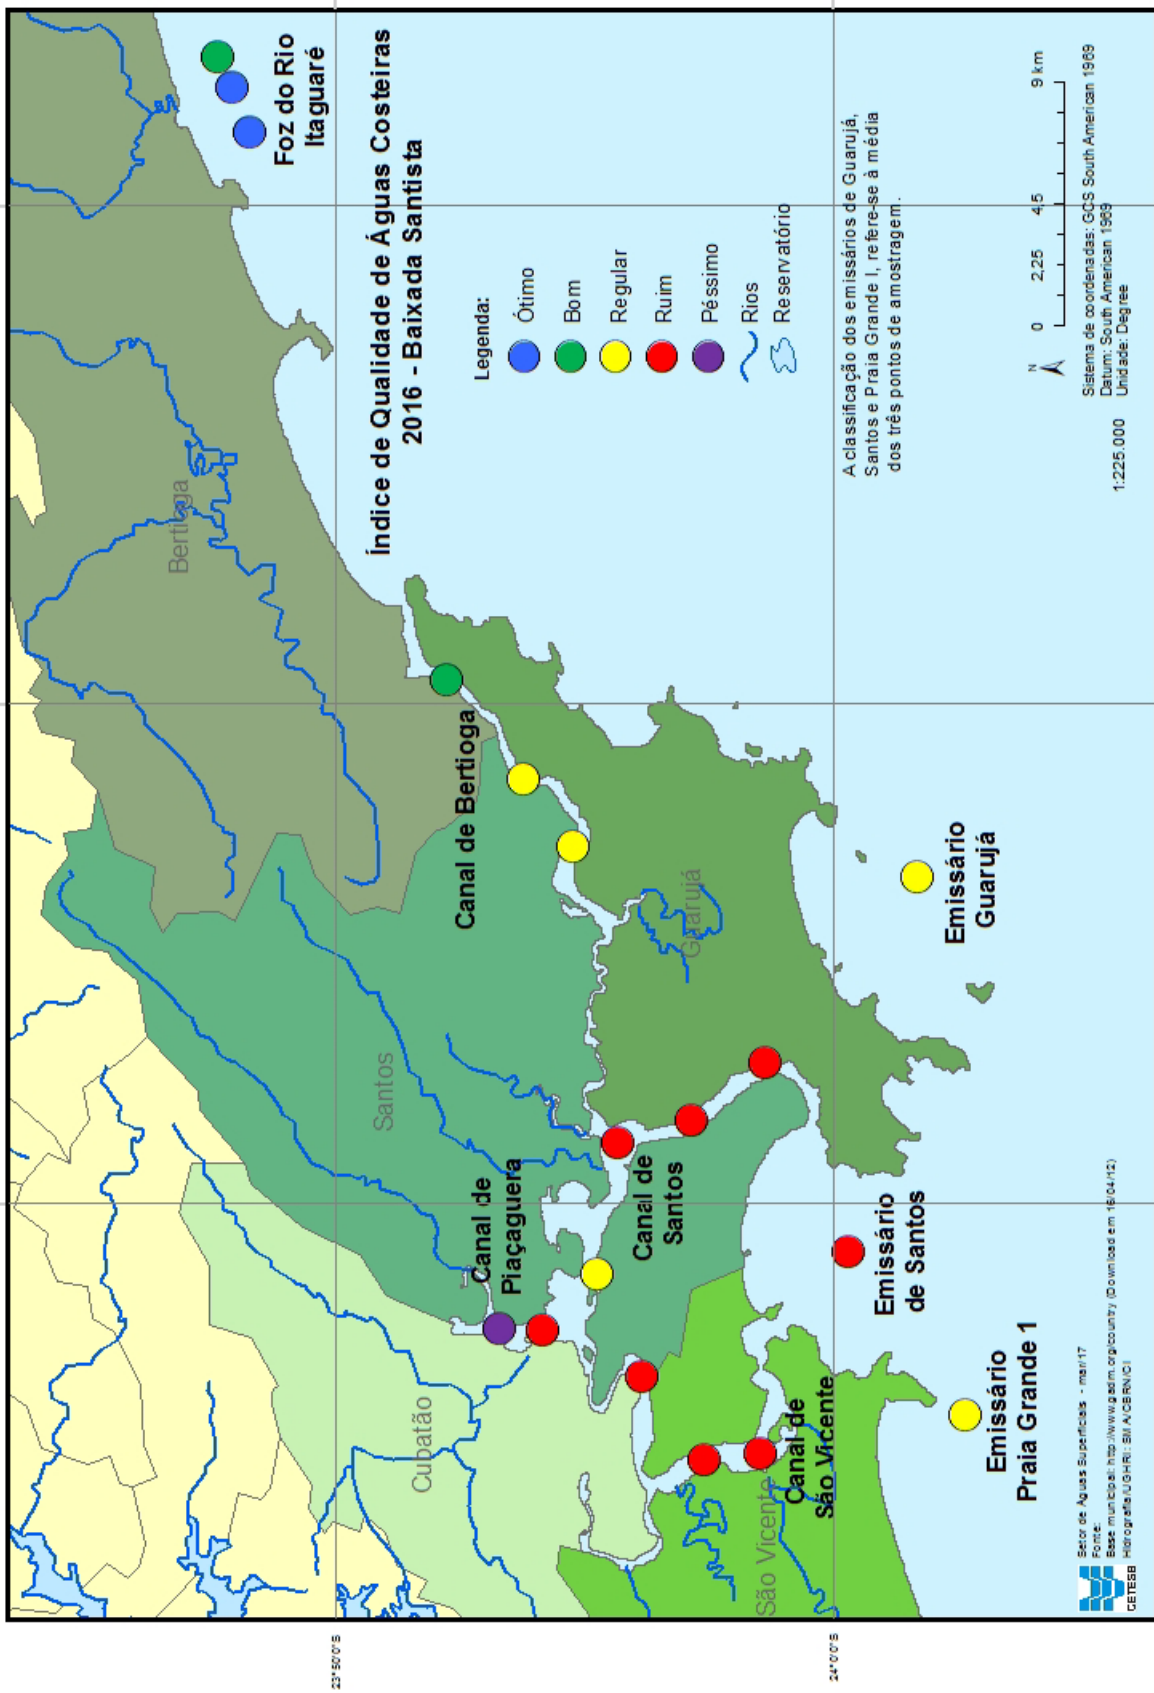 Foz do Rio
Itaguaré
Índice de Qualidade de Águas Costeiras
2016 - Baixada Santista
Legenda:
Ótimo
Bom
Regular
Ruim
Péssimo
Rios
Reservatório
A classificação dos emissários de Guarujá,
Santos e Praia Grande I, refere-se à média
dos três pontos de amostragem.
Bertioga
Canal de Bertioga
Santos
Guarujá
Canal de
Piaçaguera
Canal de
Santos
Cubatão
São Vicente
Canal de
São Vicente
Emissário
Guarujá
Emissário
de Santos
Emissário
Praia Grande 1
23°50'0"S
24°0'0"S
N
0 2,25 4,5 9 km
Sistema de coordenadas: GCS South American 1969
Datum: South American 1969
Unidade: Degree
1:225.000
CETESB
Setor de Águas Superficiais - mar/17
Fonte:
Base municipal: http://www.gadm.org/country (Download em 16/04/12)
Hidrografia/UGHRI: SMA/CBRN/CI